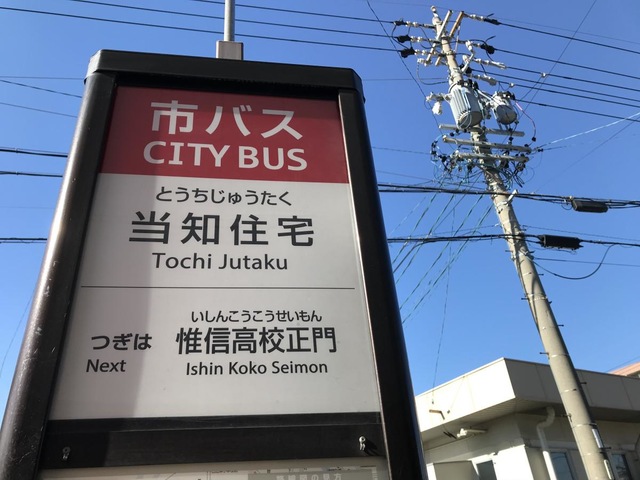 市バス
CITY BUS
とうちじゅうたく
当知住宅
Tochi Jutaku
いしんこうこうせいもん
つぎは 惟信高校正門
Next Ishin Koko Seimon